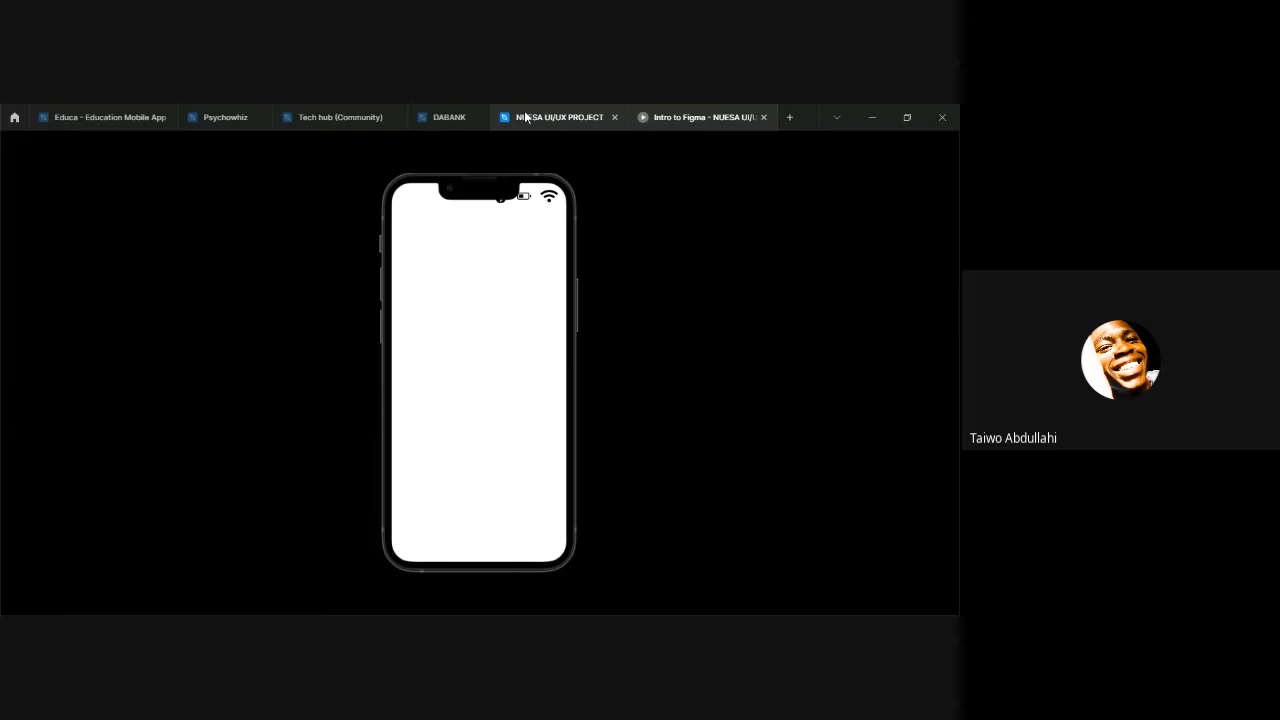 Educa - Education Mobile App
Psychowhiz
Tech hub (Community)
DABANK
NUESA UI/UX PROJECT
Intro to Figma - NUESA UI/U
Taiwo Abdullahi